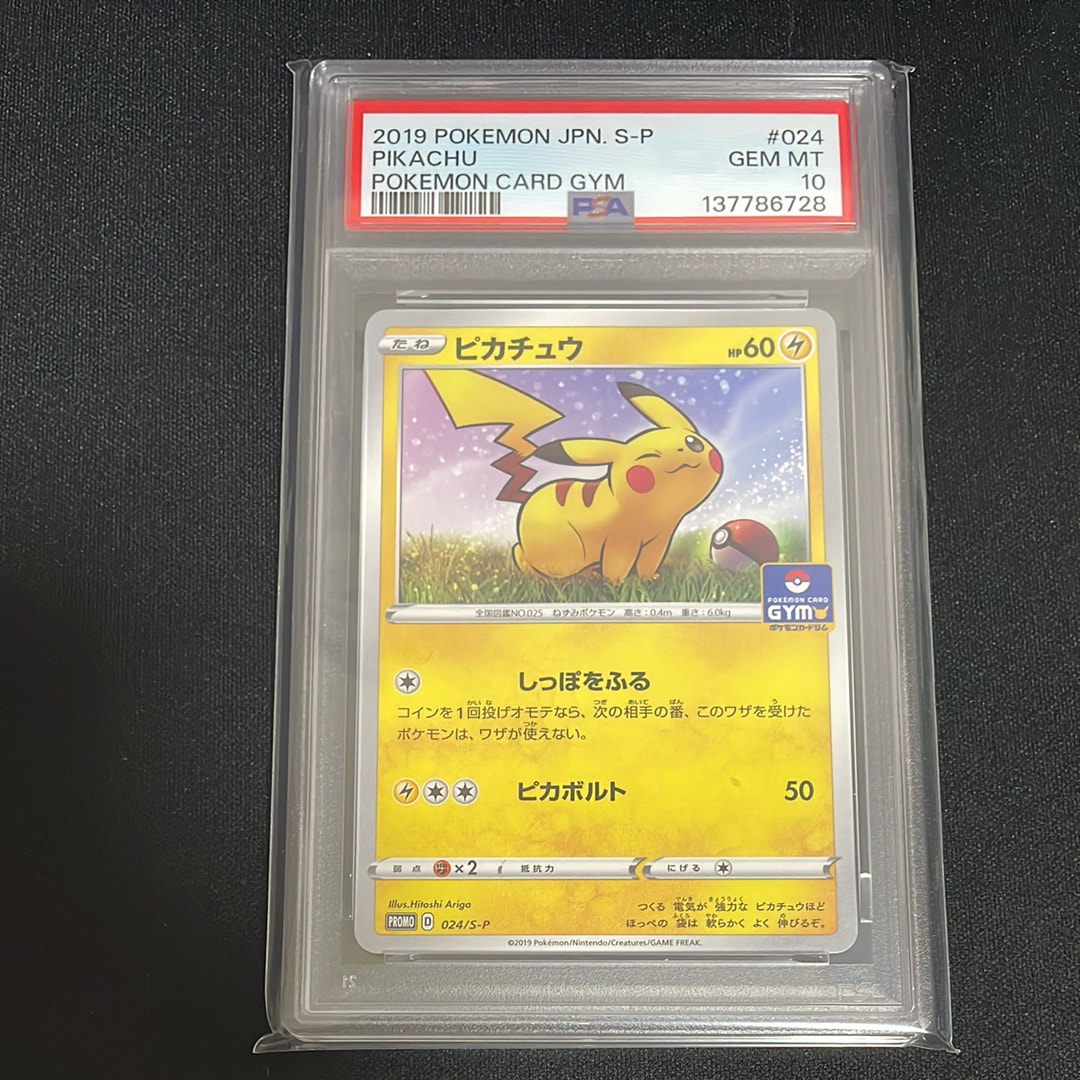 2019 POKEMON JPN. S-P #024
PIKACHU GEM MT
POKEMON CARD GYM 10
PSA 137786728
たね ピカチュウ HP60
全国図鑑NO.025 ねずみポケモン 高さ:0.4m 重さ:6.0kg
POKÉMON CARD
GYM
ポケモンカードジム
しっぽをふる
コインを1回投げオモテなら、次の相手の番、このワザを受けた
ポケモンは、ワザが使えない。
ピカボルト 50
弱点 ×2 抵抗力 にげる
Illus.Hitoshi Ariga
つくる 電気が 強力な ピカチュウほど
ほっぺの 袋は 軟らかく よく 伸びるぞ。
PROMO D 024/S-P
©2019 Pokémon/Nintendo/Creatures/GAME FREAK.
21